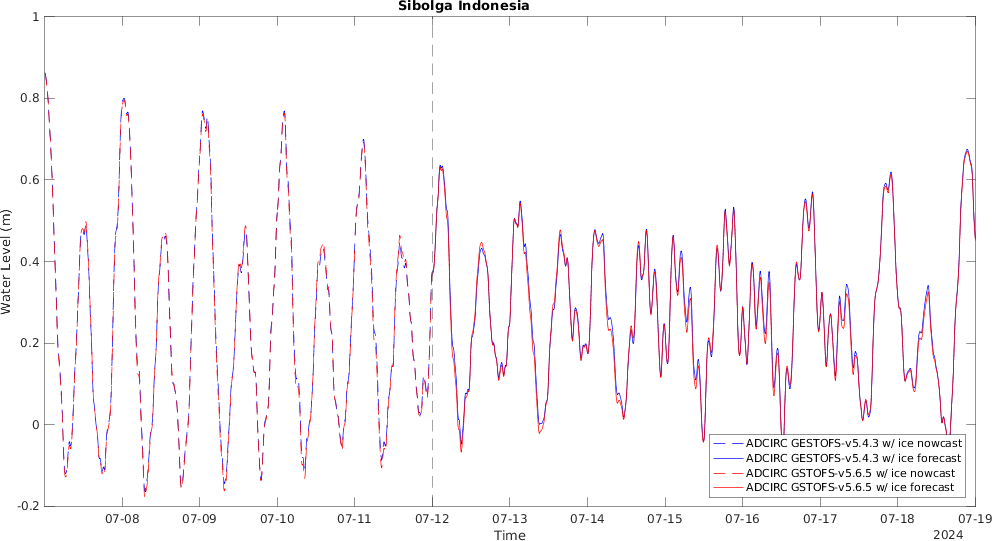 Sibolga Indonesia
1
0.8
0.6
0.4
0.2
0
-0.2
Water Level (m)
07-08 07-09 07-10 07-11 07-12 07-13 07-14 07-15 07-16 07-17 07-18 07-19
Time
2024
ADCIRC GESTOFS-v5.4.3 w/ ice nowcast
ADCIRC GESTOFS-v5.4.3 w/ ice forecast
ADCIRC GSTOFS-v5.6.5 w/ ice nowcast
ADCIRC GSTOFS-v5.6.5 w/ ice forecast